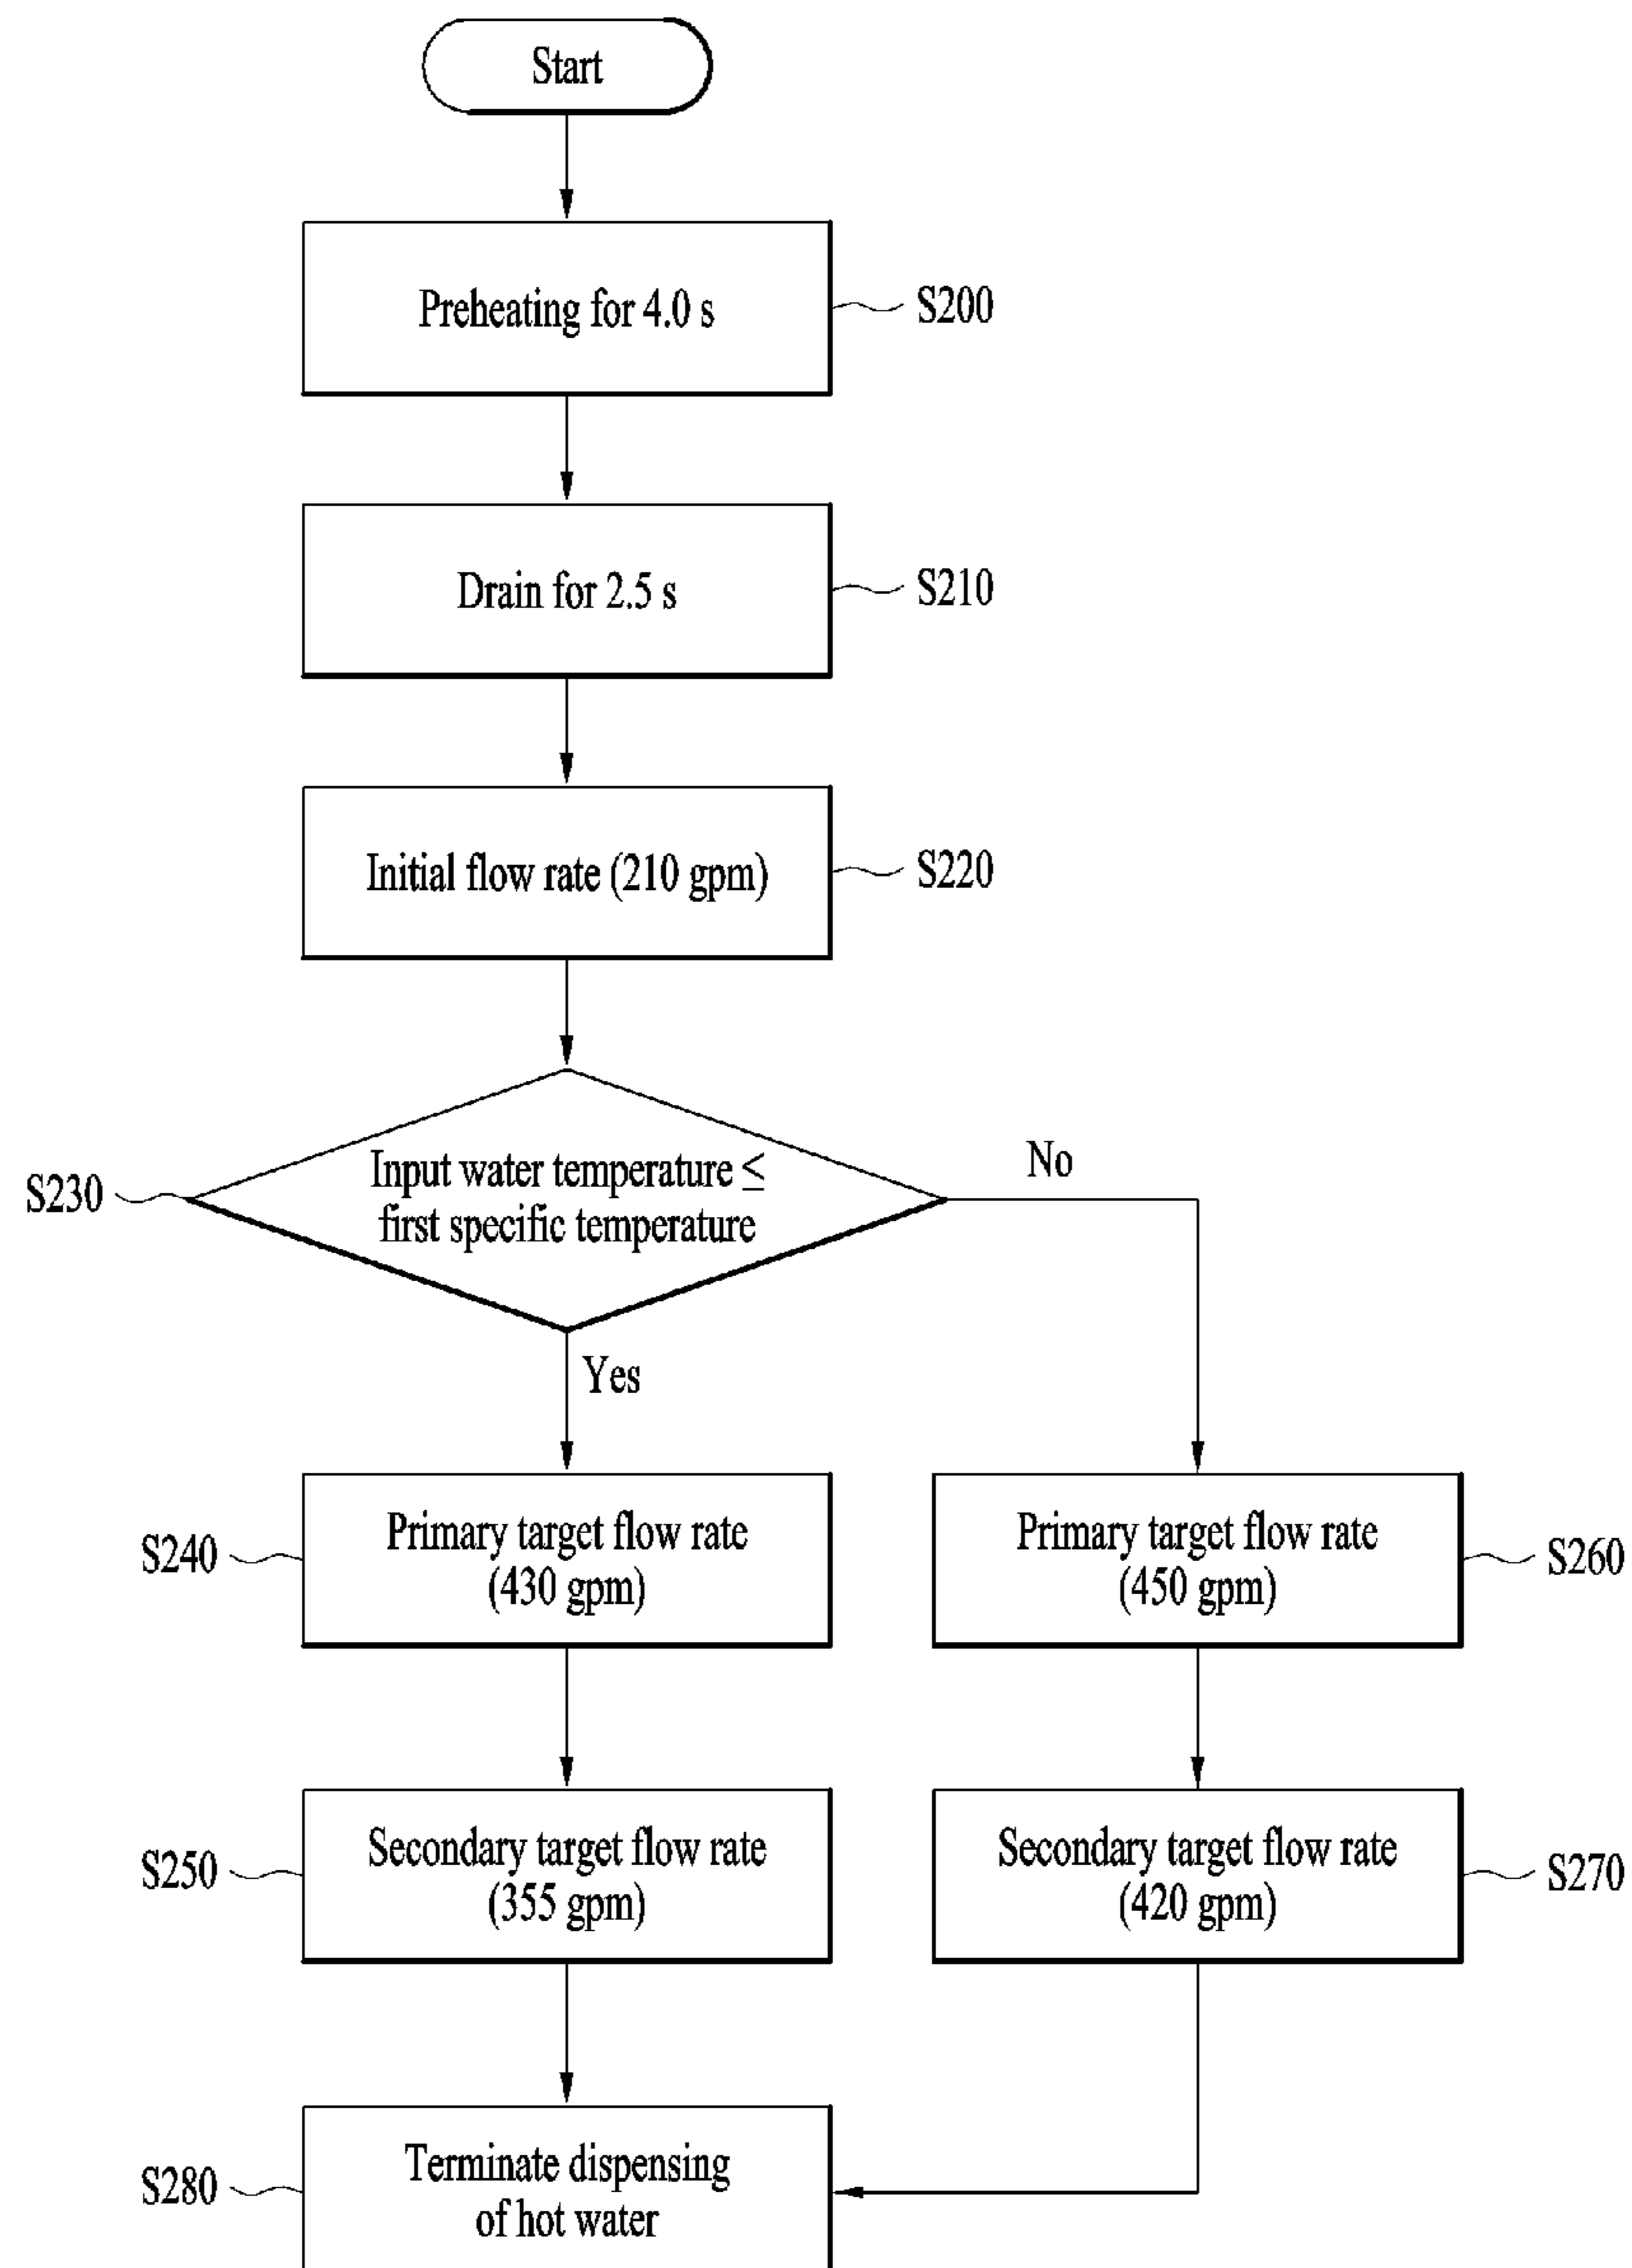 Start
Preheating for 4.0 s
S200
Drain for 2.5 s
S210
Initial flow rate (210 gpm)
S220
S230
Input water temperature ≤
first specific temperature
No
Yes
S240
Primary target flow rate
(430 gpm)
Primary target flow rate
(450 gpm)
S260
S250
Secondary target flow rate
(355 gpm)
Secondary target flow rate
(420 gpm)
S270
S280
Terminate dispensing
of hot water